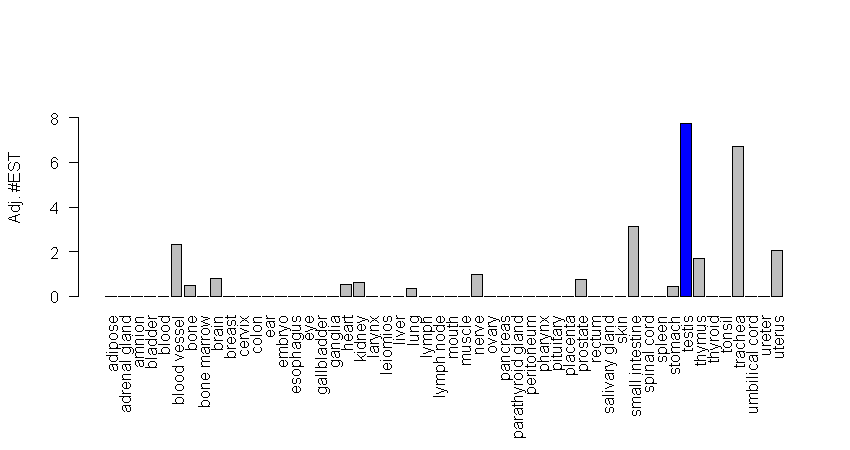 Adj. #EST
8
6
4
2
0
adipose
adrenal gland
amnion
bladder
blood
blood vessel
bone
bone marrow
brain
breast
cervix
colon
ear
embryo
esophagus
eye
gallbladder
ganglia
heart
kidney
larynx
leiomios
liver
lung
lymph
lymph node
mouth
muscle
nerve
ovary
pancreas
parathyroid gland
peritoneum
pharynx
pituitary
placenta
prostate
rectum
salivary gland
skin
small intestine
spinal cord
spleen
stomach
testis
thymus
thyroid
tonsil
trachea
umbilical cord
ureter
uterus